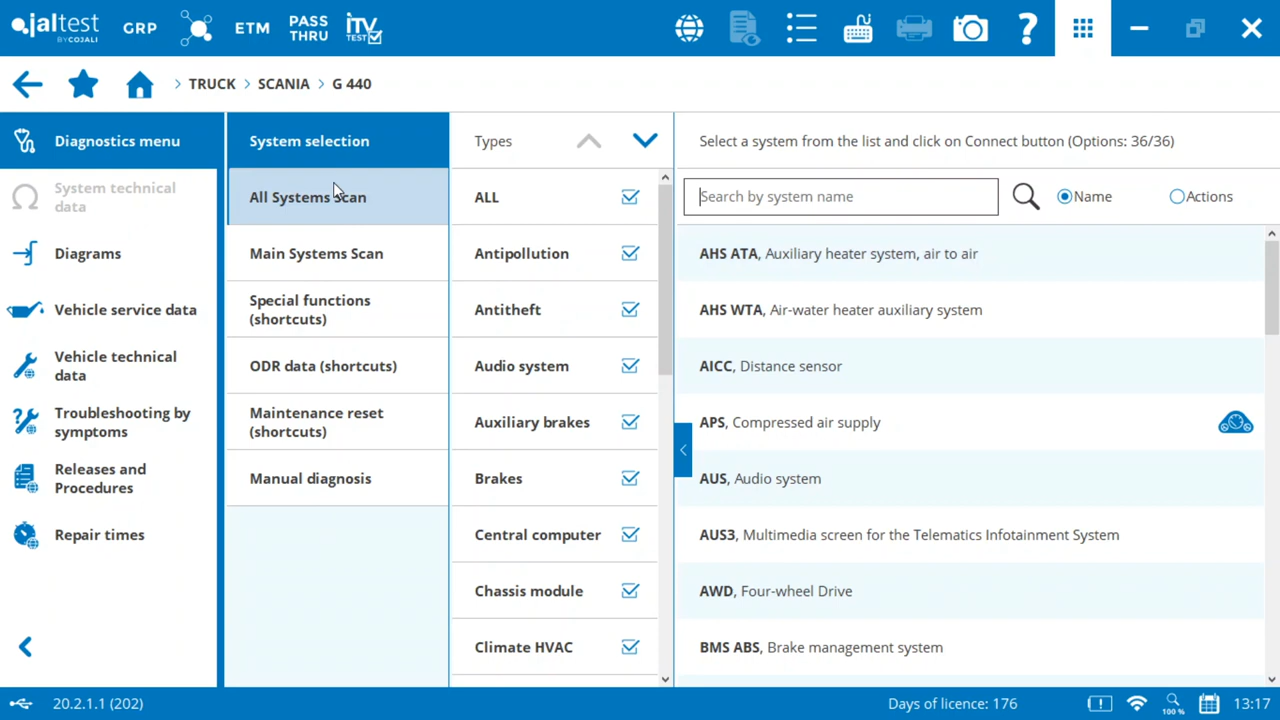 jaltest
BY COJALI
GRP
ETM
PASS
THRU
itv
TEST
> TRUCK > SCANIA > G 440
Diagnostics menu
System technical
data
Diagrams
Vehicle service data
Vehicle technical
data
Troubleshooting by
symptoms
Releases and
Procedures
Repair times
System selection
All Systems Scan
Main Systems Scan
Special functions
(shortcuts)
ODR data (shortcuts)
Maintenance reset
(shortcuts)
Manual diagnosis
Types
ALL
Antipollution
Antitheft
Audio system
Auxiliary brakes
Brakes
Central computer
Chassis module
Climate HVAC
Select a system from the list and click on Connect button (Options: 36/36)
Search by system name
Name
Actions
AHS ATA, Auxiliary heater system, air to air
AHS WTA, Air-water heater auxiliary system
AICC, Distance sensor
APS, Compressed air supply
AUS, Audio system
AUS3, Multimedia screen for the Telematics Infotainment System
AWD, Four-wheel Drive
BMS ABS, Brake management system
20.2.1.1 (202)
Days of licence: 176
100 %
13:17